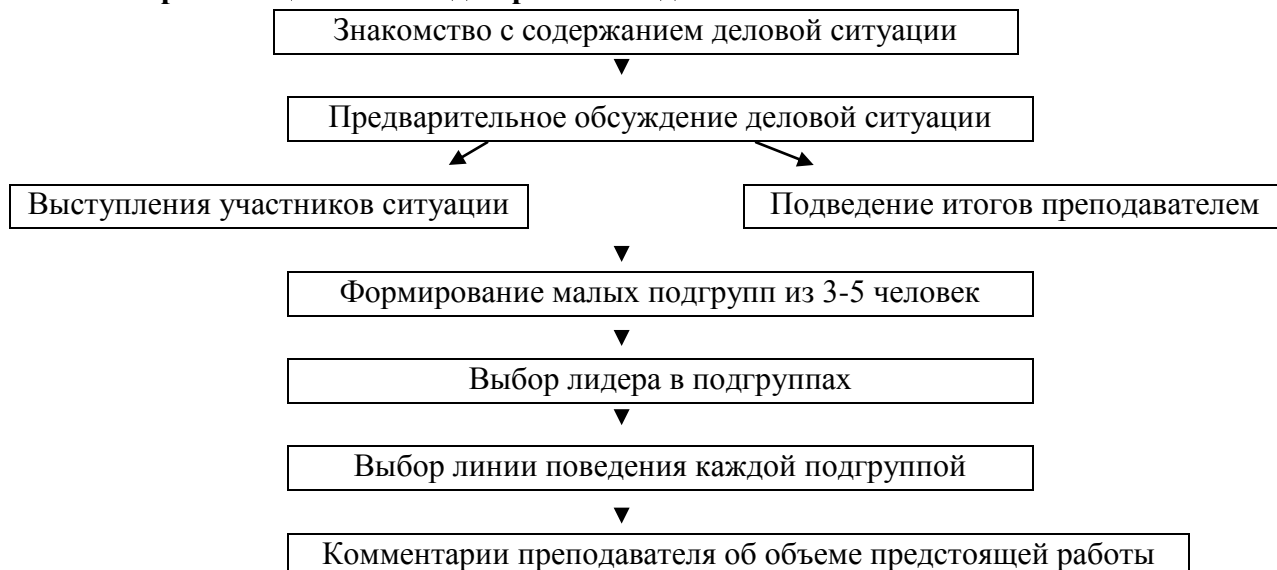 Знакомство с содержанием деловой ситуации
Предварительное обсуждение деловой ситуации
Выступления участников ситуации
Подведение итогов преподавателем
Формирование малых подгрупп из 3-5 человек
Выбор лидера в подгруппах
Выбор линии поведения каждой подгруппой
Комментарии преподавателя об объеме предстоящей работы